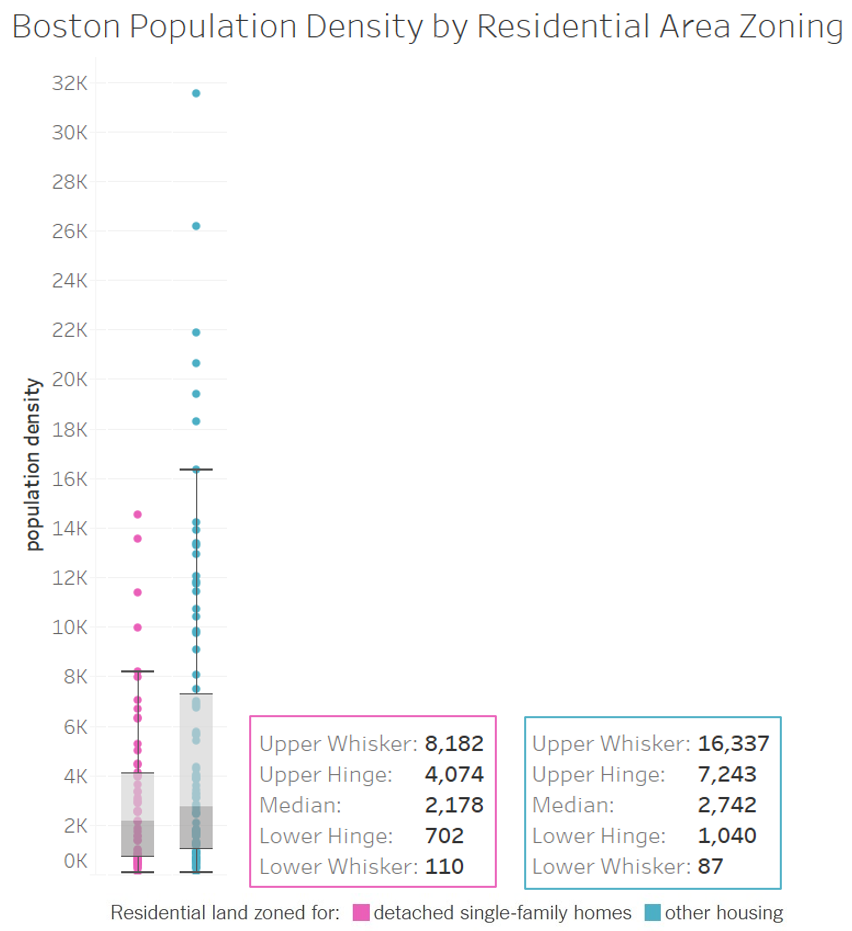 Boston Population Density by Residential Area Zoning
32K
30K
28K
26K
24K
22K
20K
18K
16K
14K
12K
10K
8K
6K
4K
2K
0K
population density
Upper Whisker: 8,182
Upper Hinge: 4,074
Median: 2,178
Lower Hinge: 702
Lower Whisker: 110
Upper Whisker: 16,337
Upper Hinge: 7,243
Median: 2,742
Lower Hinge: 1,040
Lower Whisker: 87
Residential land zoned for: detached single-family homes other housing